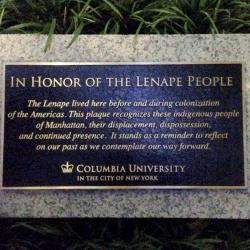 In Honor of the Lenape People
The Lenape lived here before and during colonization
of the Americas. This plaque recognizes these indigenous people
of Manhattan, their displacement, dispossession,
and continued presence. It stands as a reminder to reflect
on our past as we contemplate our way forward.
Columbia University
in the City of New York